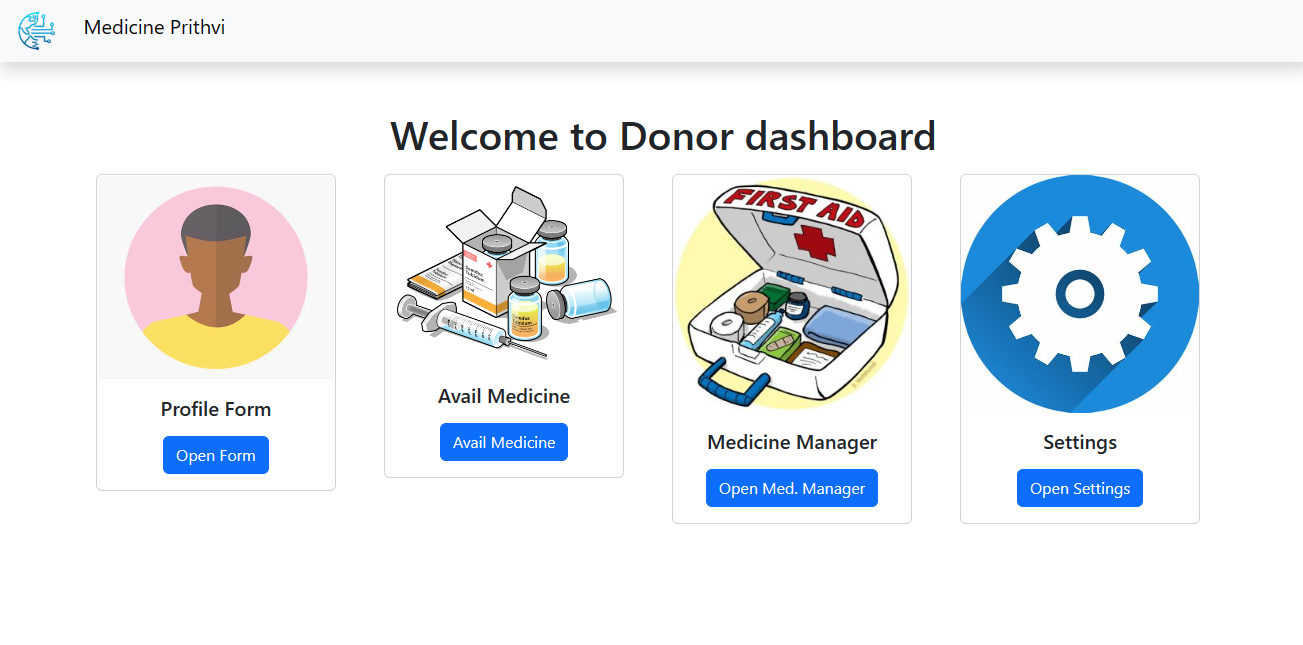 Medicine Prithvi
Welcome to Donor dashboard
FIRST AID
Profile Form
Open Form
Avail Medicine
Avail Medicine
Medicine Manager
Open Med. Manager
Settings
Open Settings